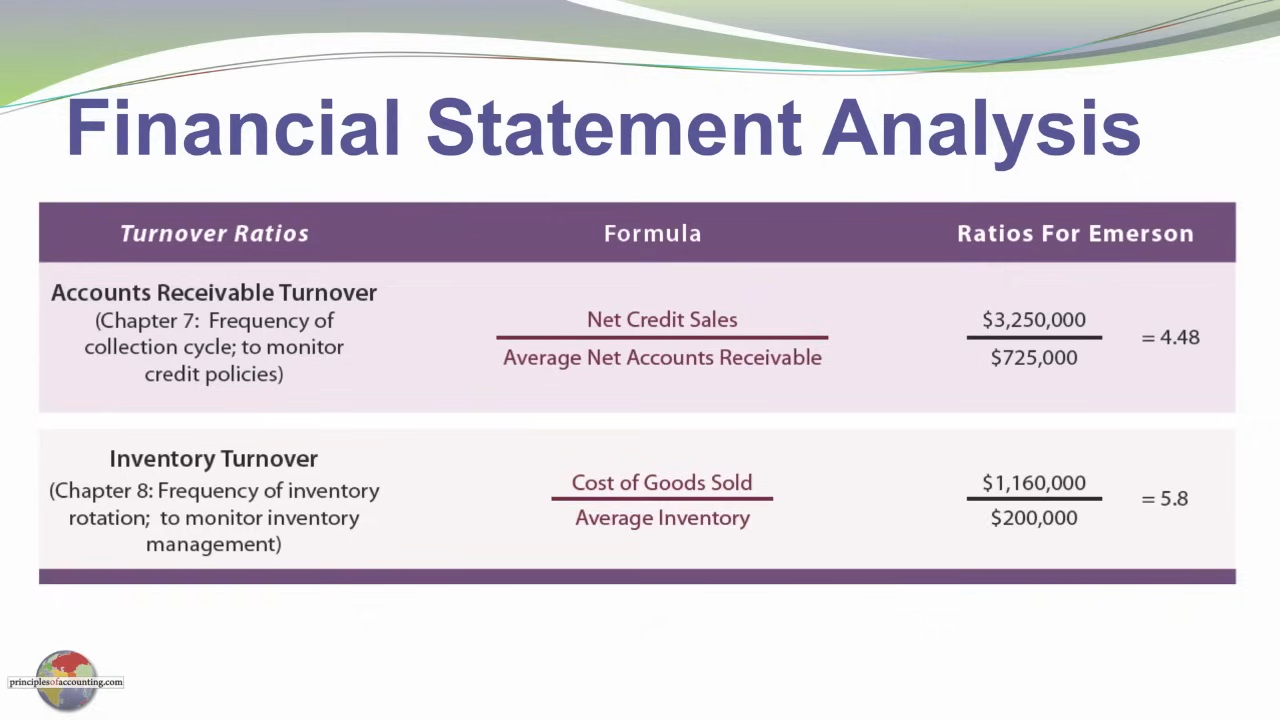 Financial Statement Analysis
Turnover Ratios Formula Ratios For Emerson
Accounts Receivable Turnover
(Chapter 7: Frequency of
collection cycle; to monitor
credit policies)
Net Credit Sales
Average Net Accounts Receivable
$3,250,000
$725,000
= 4.48
Inventory Turnover
(Chapter 8: Frequency of inventory
rotation; to monitor inventory
management)
Cost of Goods Sold
Average Inventory
$1,160,000
$200,000
= 5.8
principlesofaccounting.com